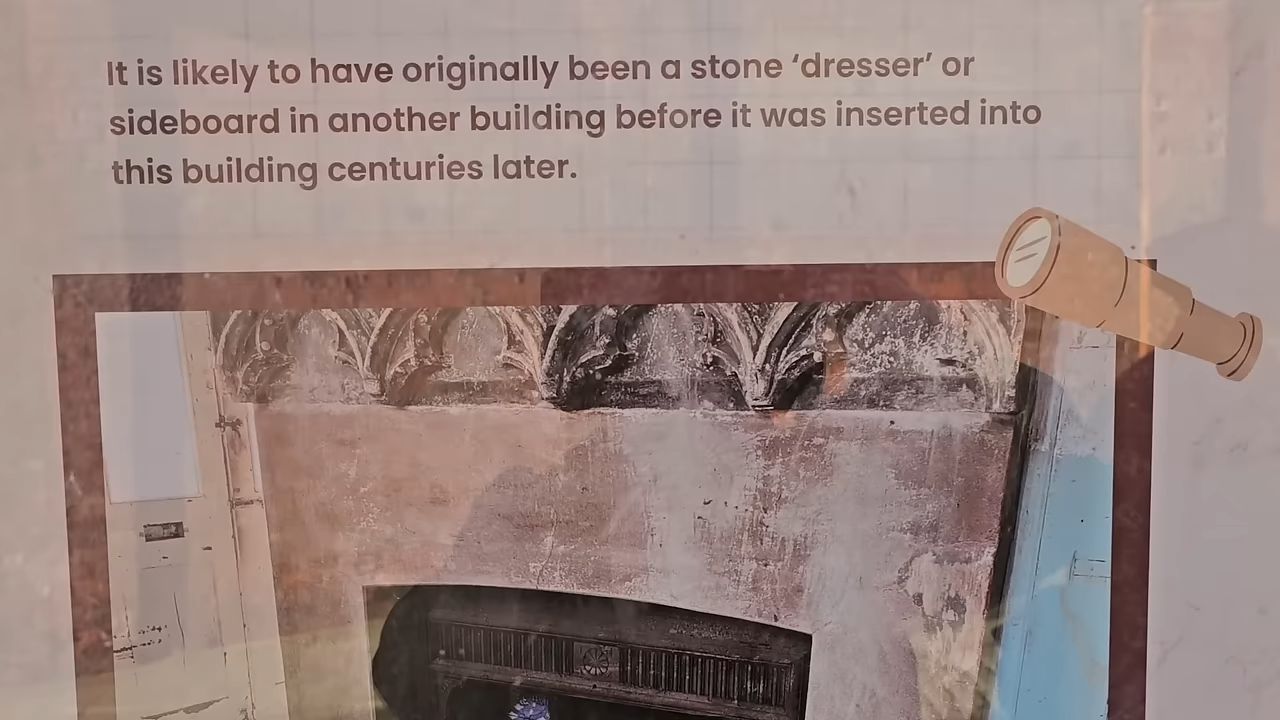 It is likely to have originally been a stone ‘dresser’ or
sideboard in another building before it was inserted into
this building centuries later.